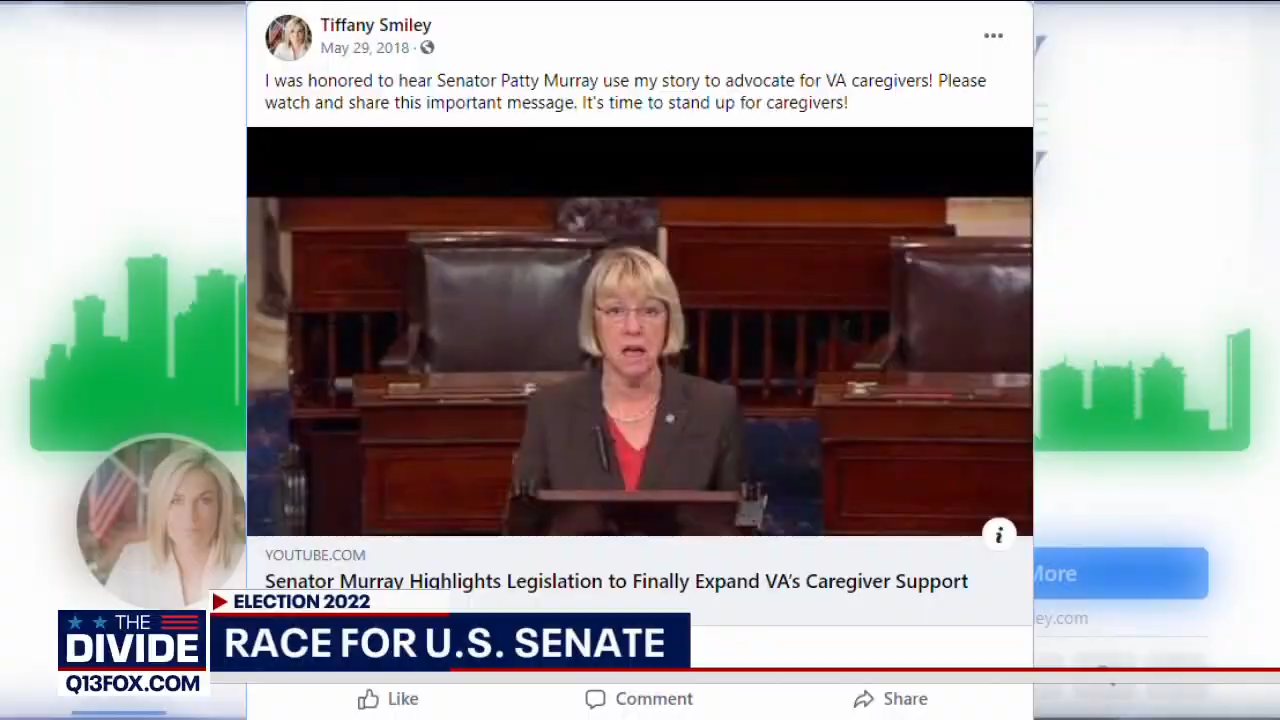 Tiffany Smiley
May 29, 2018 ·
I was honored to hear Senator Patty Murray use my story to advocate for VA caregivers! Please
watch and share this important message. It's time to stand up for caregivers!
YOUTUBE.COM
Senator Murray Highlights Legislation to Finally Expand VA's Caregiver Support
More
ey.com
ELECTION 2022
THE
DIVIDE
RACE FOR U.S. SENATE
Q13FOX.COM
Like
Comment
Share